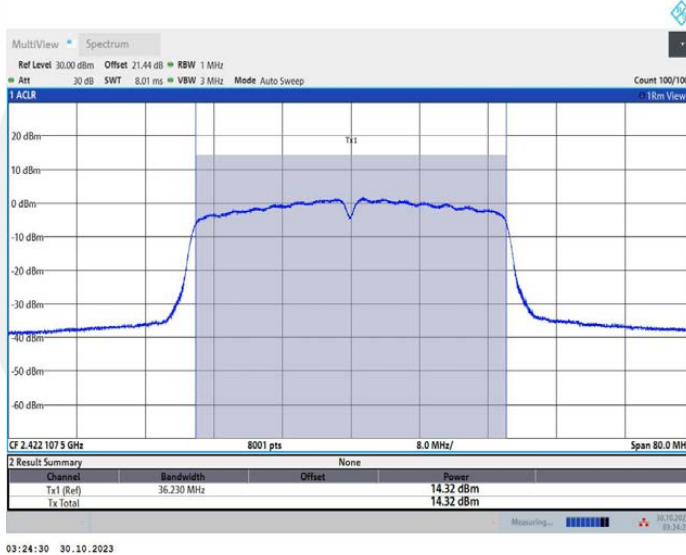 MultiView Spectrum
Ref Level 30.00 dBm Offset 21.44 dB RBW 1 MHz
Att 30 dB SWT 8.01 ms VBW 3 MHz Mode Auto Sweep Count 100/100
1 ACLR 1Rm View
Tx1
20 dBm
10 dBm
0 dBm
-10 dBm
-20 dBm
-30 dBm
-40 dBm
-50 dBm
-60 dBm
CF 2.422 107 5 GHz 8001 pts 8.0 MHz/ Span 80.0 MH
2 Result Summary None
Channel Bandwidth Offset Power
Tx1 (Ref) 36.230 MHz 14.32 dBm
Tx Total 14.32 dBm
Measuring...
03:24:30 30.10.2023